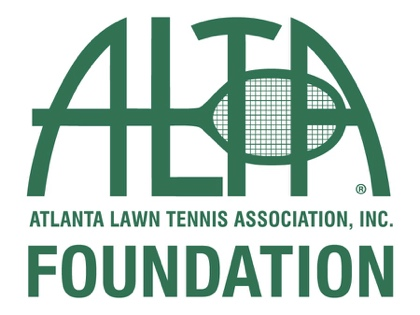 ALTA
®
ATLANTA LAWN TENNIS ASSOCIATION, INC.
FOUNDATION